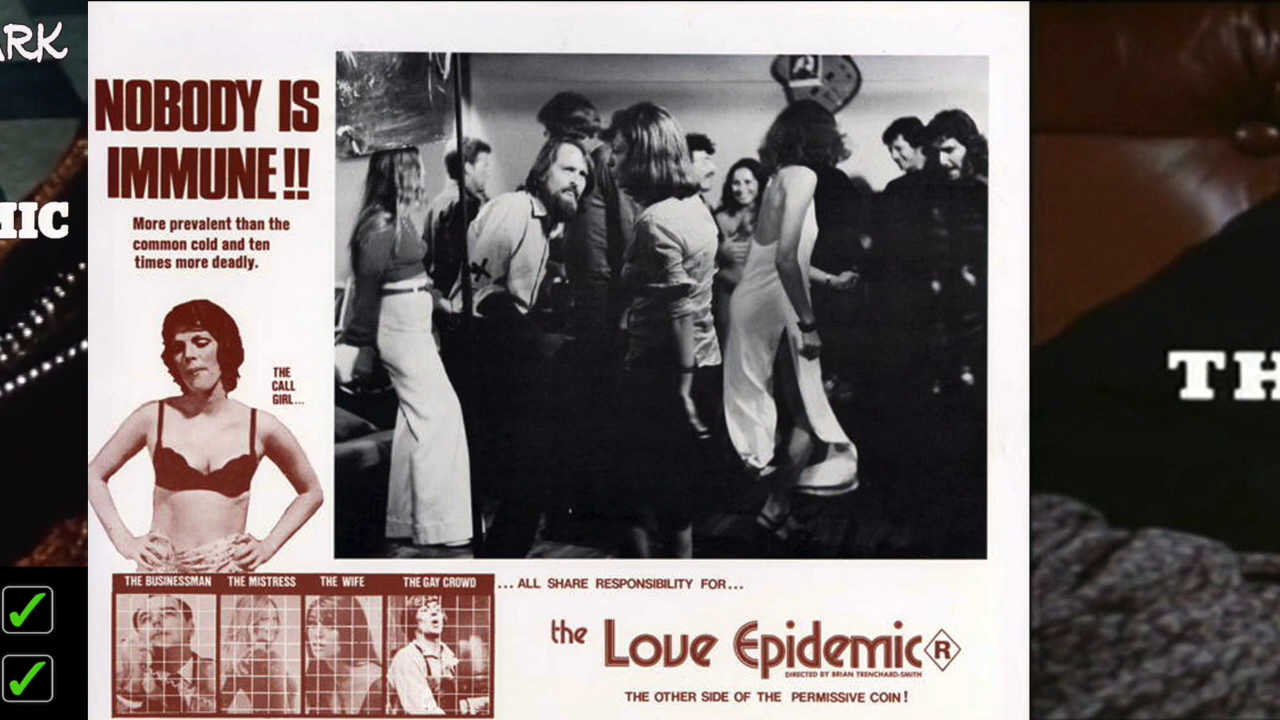 ARK
MIC
NOBODY IS
IMMUNE!!
More prevalent than the
common cold and ten
times more deadly.
THE
CALL
GIRL...
THE BUSINESSMAN
THE MISTRESS
THE WIFE
THE GAY CROWD
...ALL SHARE RESPONSIBILITY FOR...
the Love Epidemic R
DIRECTED BY BRIAN TRENCHARD-SMITH
THE OTHER SIDE OF THE PERMISSIVE COIN!
TH